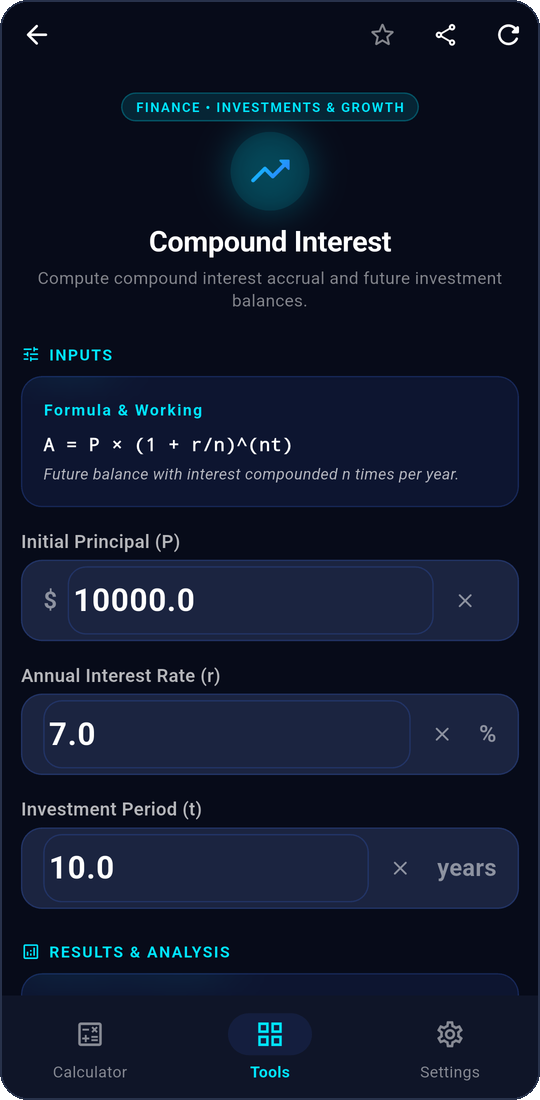 FINANCE • INVESTMENTS & GROWTH
Compound Interest
Compute compound interest accrual and future investment
balances.
INPUTS
Formula & Working
A = P × (1 + r/n)^(nt)
Future balance with interest compounded n times per year.
Initial Principal (P)
$ 10000.0
Annual Interest Rate (r)
7.0 %
Investment Period (t)
10.0 years
RESULTS & ANALYSIS
Calculator Tools Settings